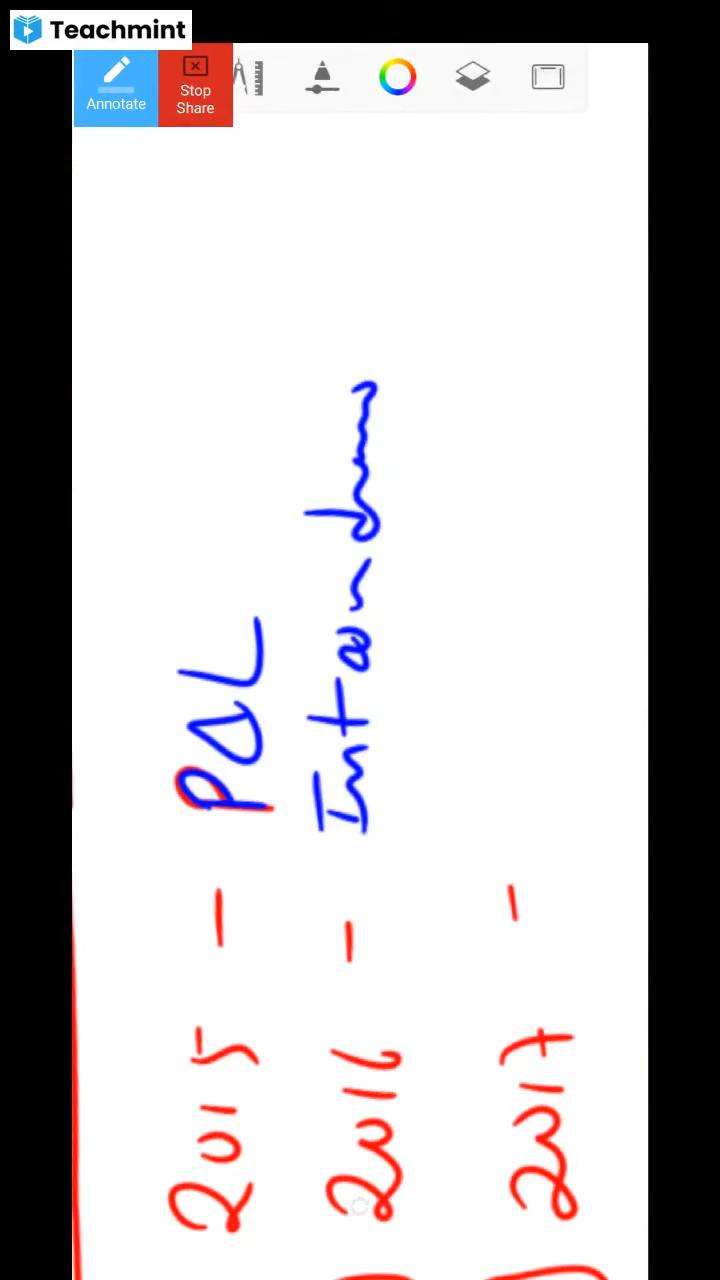 Teachmint
Annotate
Stop
Share
2015 - PAL
2016 -
2017 -